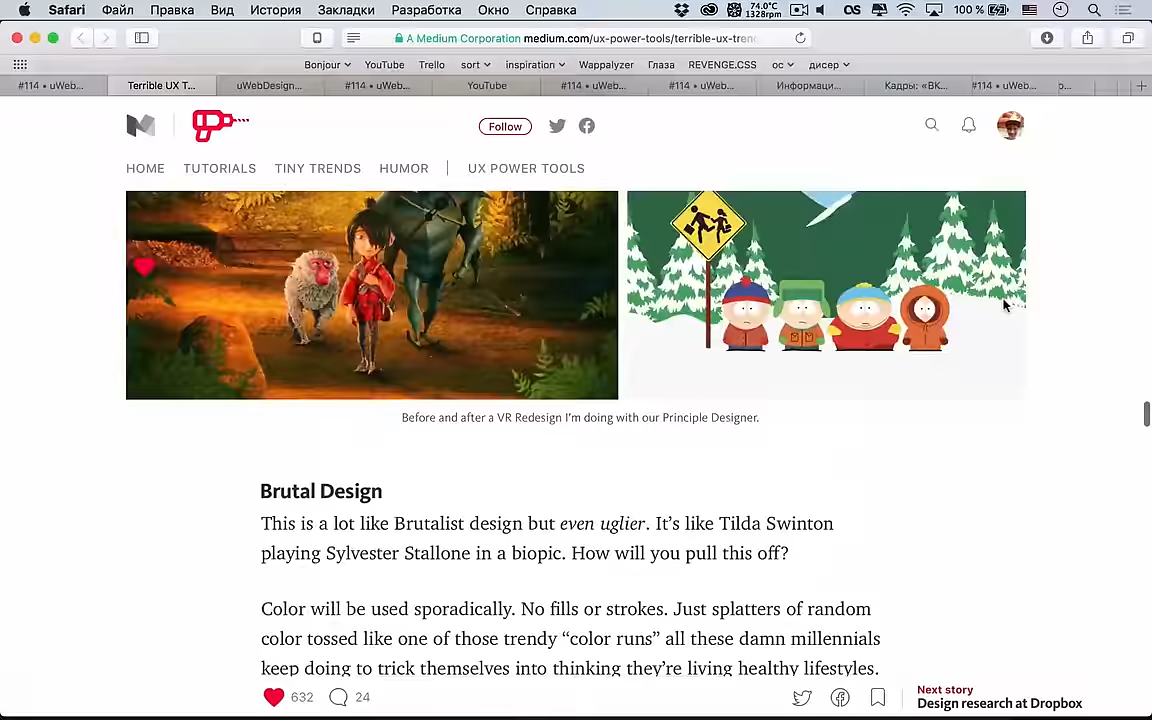 Safari Файл Правка Вид История Закладки Разработка Окно Справка 74.0°C 1328rpm 100 %
A Medium Corporation medium.com/ux-power-tools/terrible-ux-tren
Bonjour YouTube Trello sort inspiration Wappalyzer Глаза REVENGE.CSS ос дисер
#114 • uWeb... Terrible UX T... uWebDesign... #114 • uWeb... YouTube #114 • uWeb... #114 • uWeb... Информаци... Кадры: «ВК... #114 • uWeb...
Follow
HOME TUTORIALS TINY TRENDS HUMOR UX POWER TOOLS
Before and after a VR Redesign I'm doing with our Principle Designer.
Brutal Design
This is a lot like Brutalist design but even uglier. It's like Tilda Swinton
playing Sylvester Stallone in a biopic. How will you pull this off?
Color will be used sporadically. No fills or strokes. Just splatters of random
color tossed like one of those trendy “color runs” all these damn millennials
keep doing to trick themselves into thinking they're living healthy lifestyles.
632 24
Next story
Design research at Dropbox